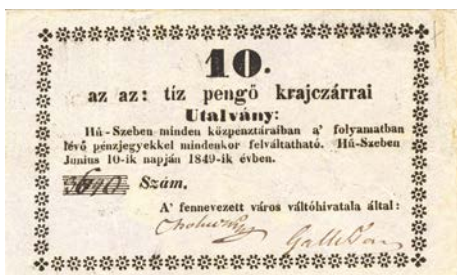 10.
az az: tiz pengő krajczárrai
Utalvány:
Hú-Szeben minden közpénztáraiban a' folyamatban
lévő pénzjegyekkel mindenkor felváltatható. Hú-Szeben
Junius 10-ik napján 1849-ik évben.
3690 Szám.
A' fennevezett város váltóhivatala által: